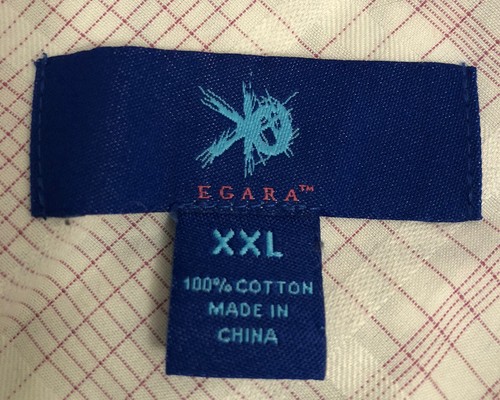 EGARA™
XXL
100% COTTON
MADE IN
CHINA